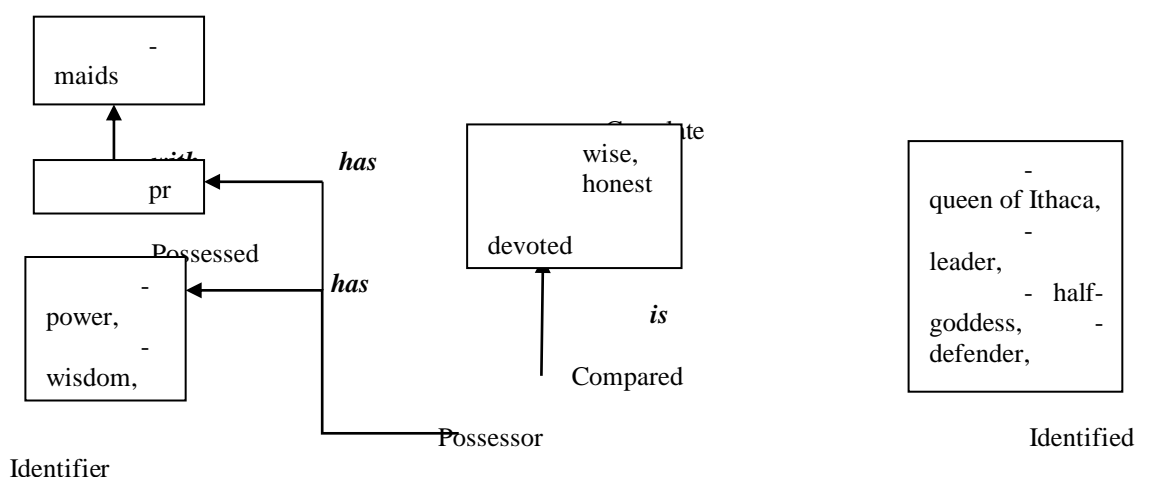 -
maids
with
has
pr
Possessed
-
power,
-
wisdom,
has
wise,
honest
devoted
is
Compared
-
queen of Ithaca,
-
leader,
- half-
goddess, -
defender,
Possessor
Identified
Identifier